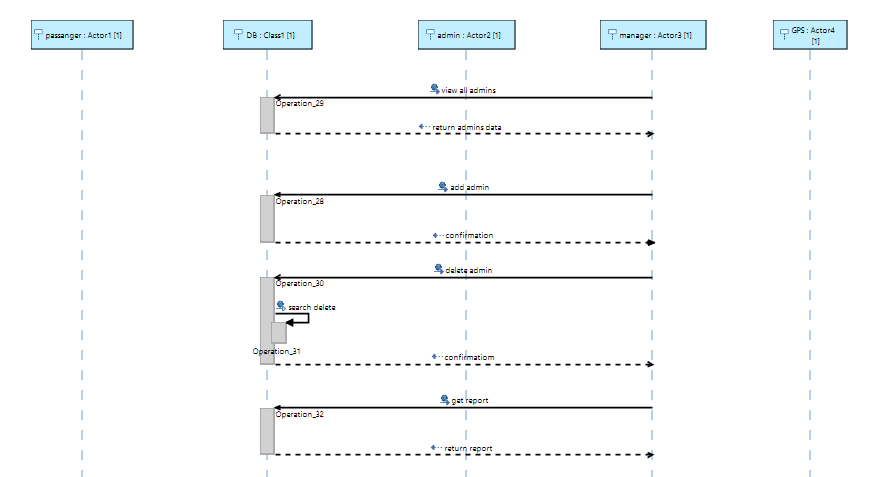 passanger : Actor1 [1]
DB : Class1 [1]
admin : Actor2 [1]
manager : Actor3 [1]
GPS : Actor4
[1]
view all admins
Operation_29
return admins data
add admin
Operation_28
confirmation
delete admin
Operation_30
search delete
Operation_31
confirmatiom
get report
Operation_32
return report